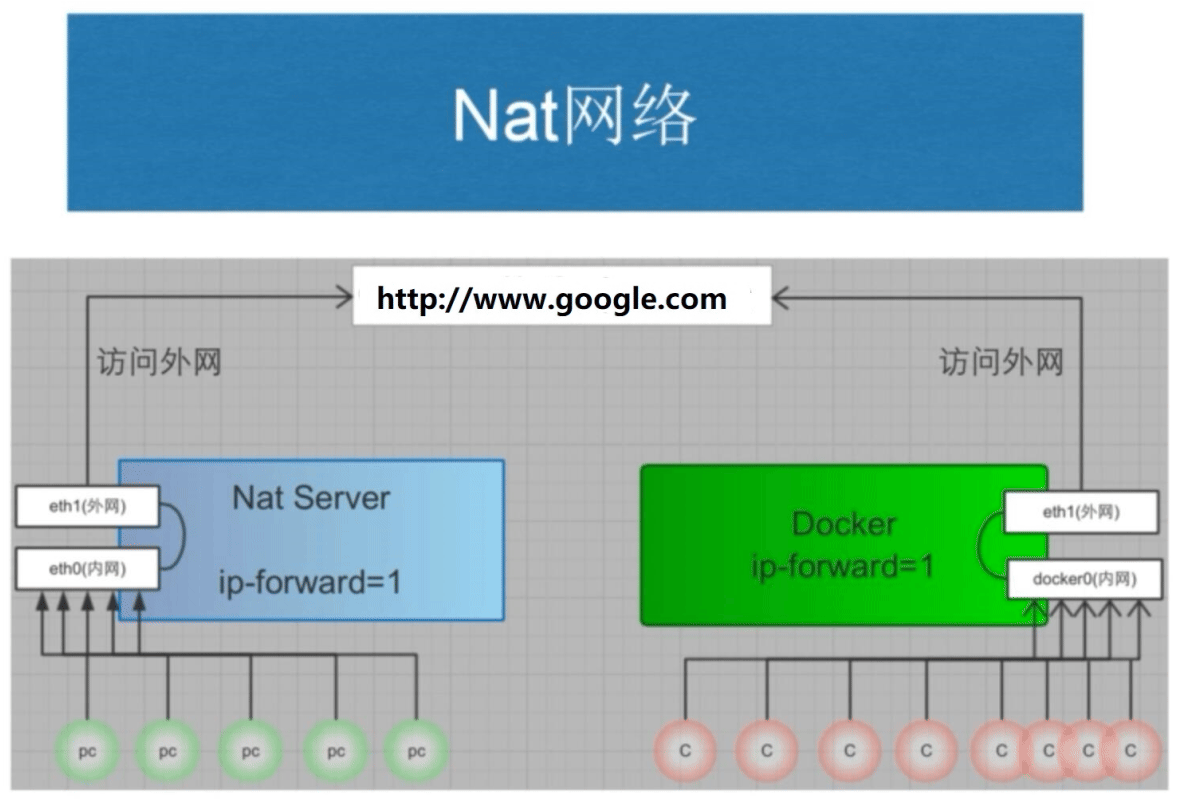 Nat网络
http://www.google.com
访问外网
访问外网
Nat Server
ip-forward=1
eth1(外网)
eth0(内网)
Docker
ip-forward=1
eth1(外网)
docker0(内网)
pc
pc
pc
pc
pc
C
C
C
C
C
C
C
C